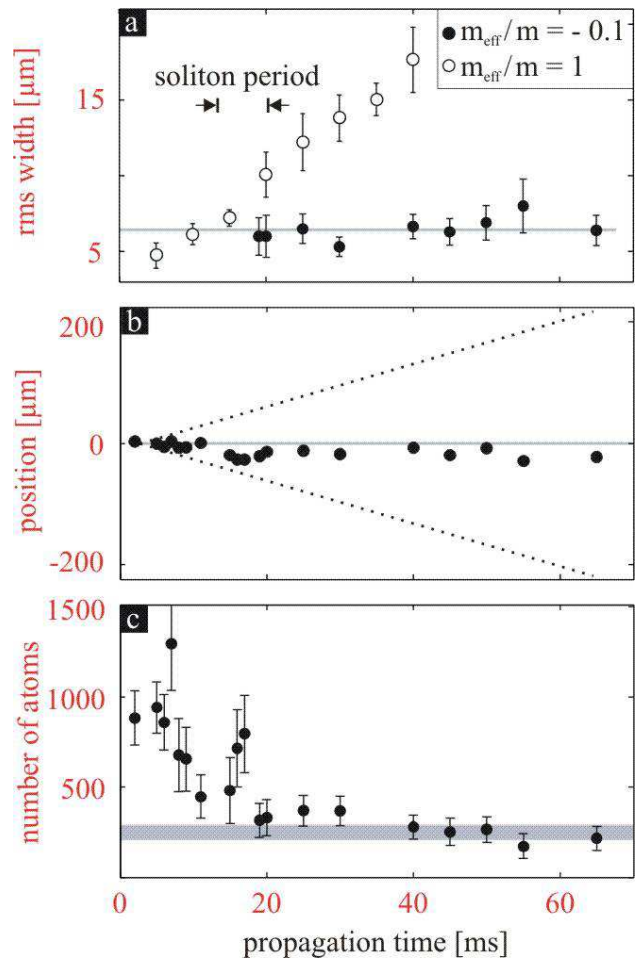 a
m_eff/m = - 0.1
m_eff/m = 1
soliton period
rms width [µm]
15
5
b
position [µm]
200
0
-200
c
number of atoms
1500
1000
500
0 20 40 60
propagation time [ms]